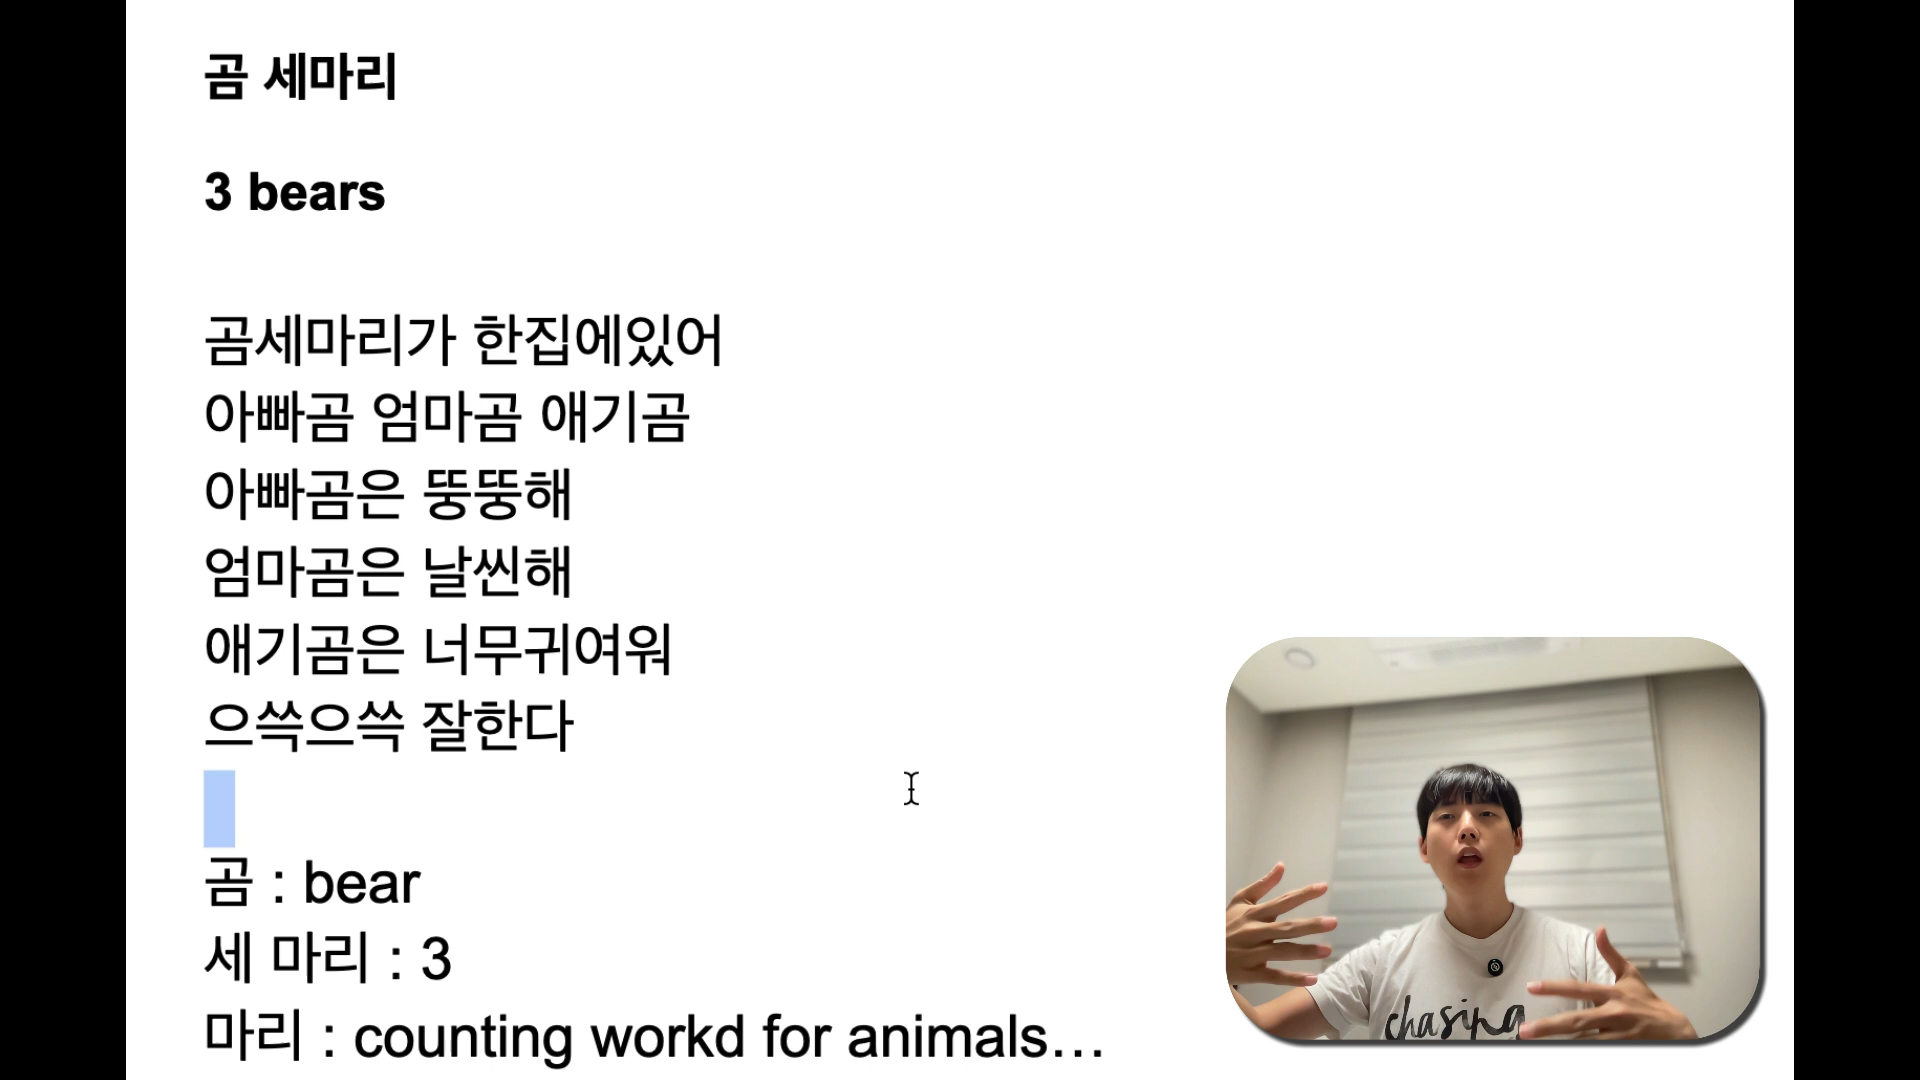 곰 세마리
3 bears
곰세마리가 한집에있어
아빠곰 엄마곰 애기곰
아빠곰은 뚱뚱해
엄마곰은 날씬해
애기곰은 너무귀여워
으쓱으쓱 잘한다
곰 : bear
세 마리 : 3
마리 : counting workd for animals…
chasing